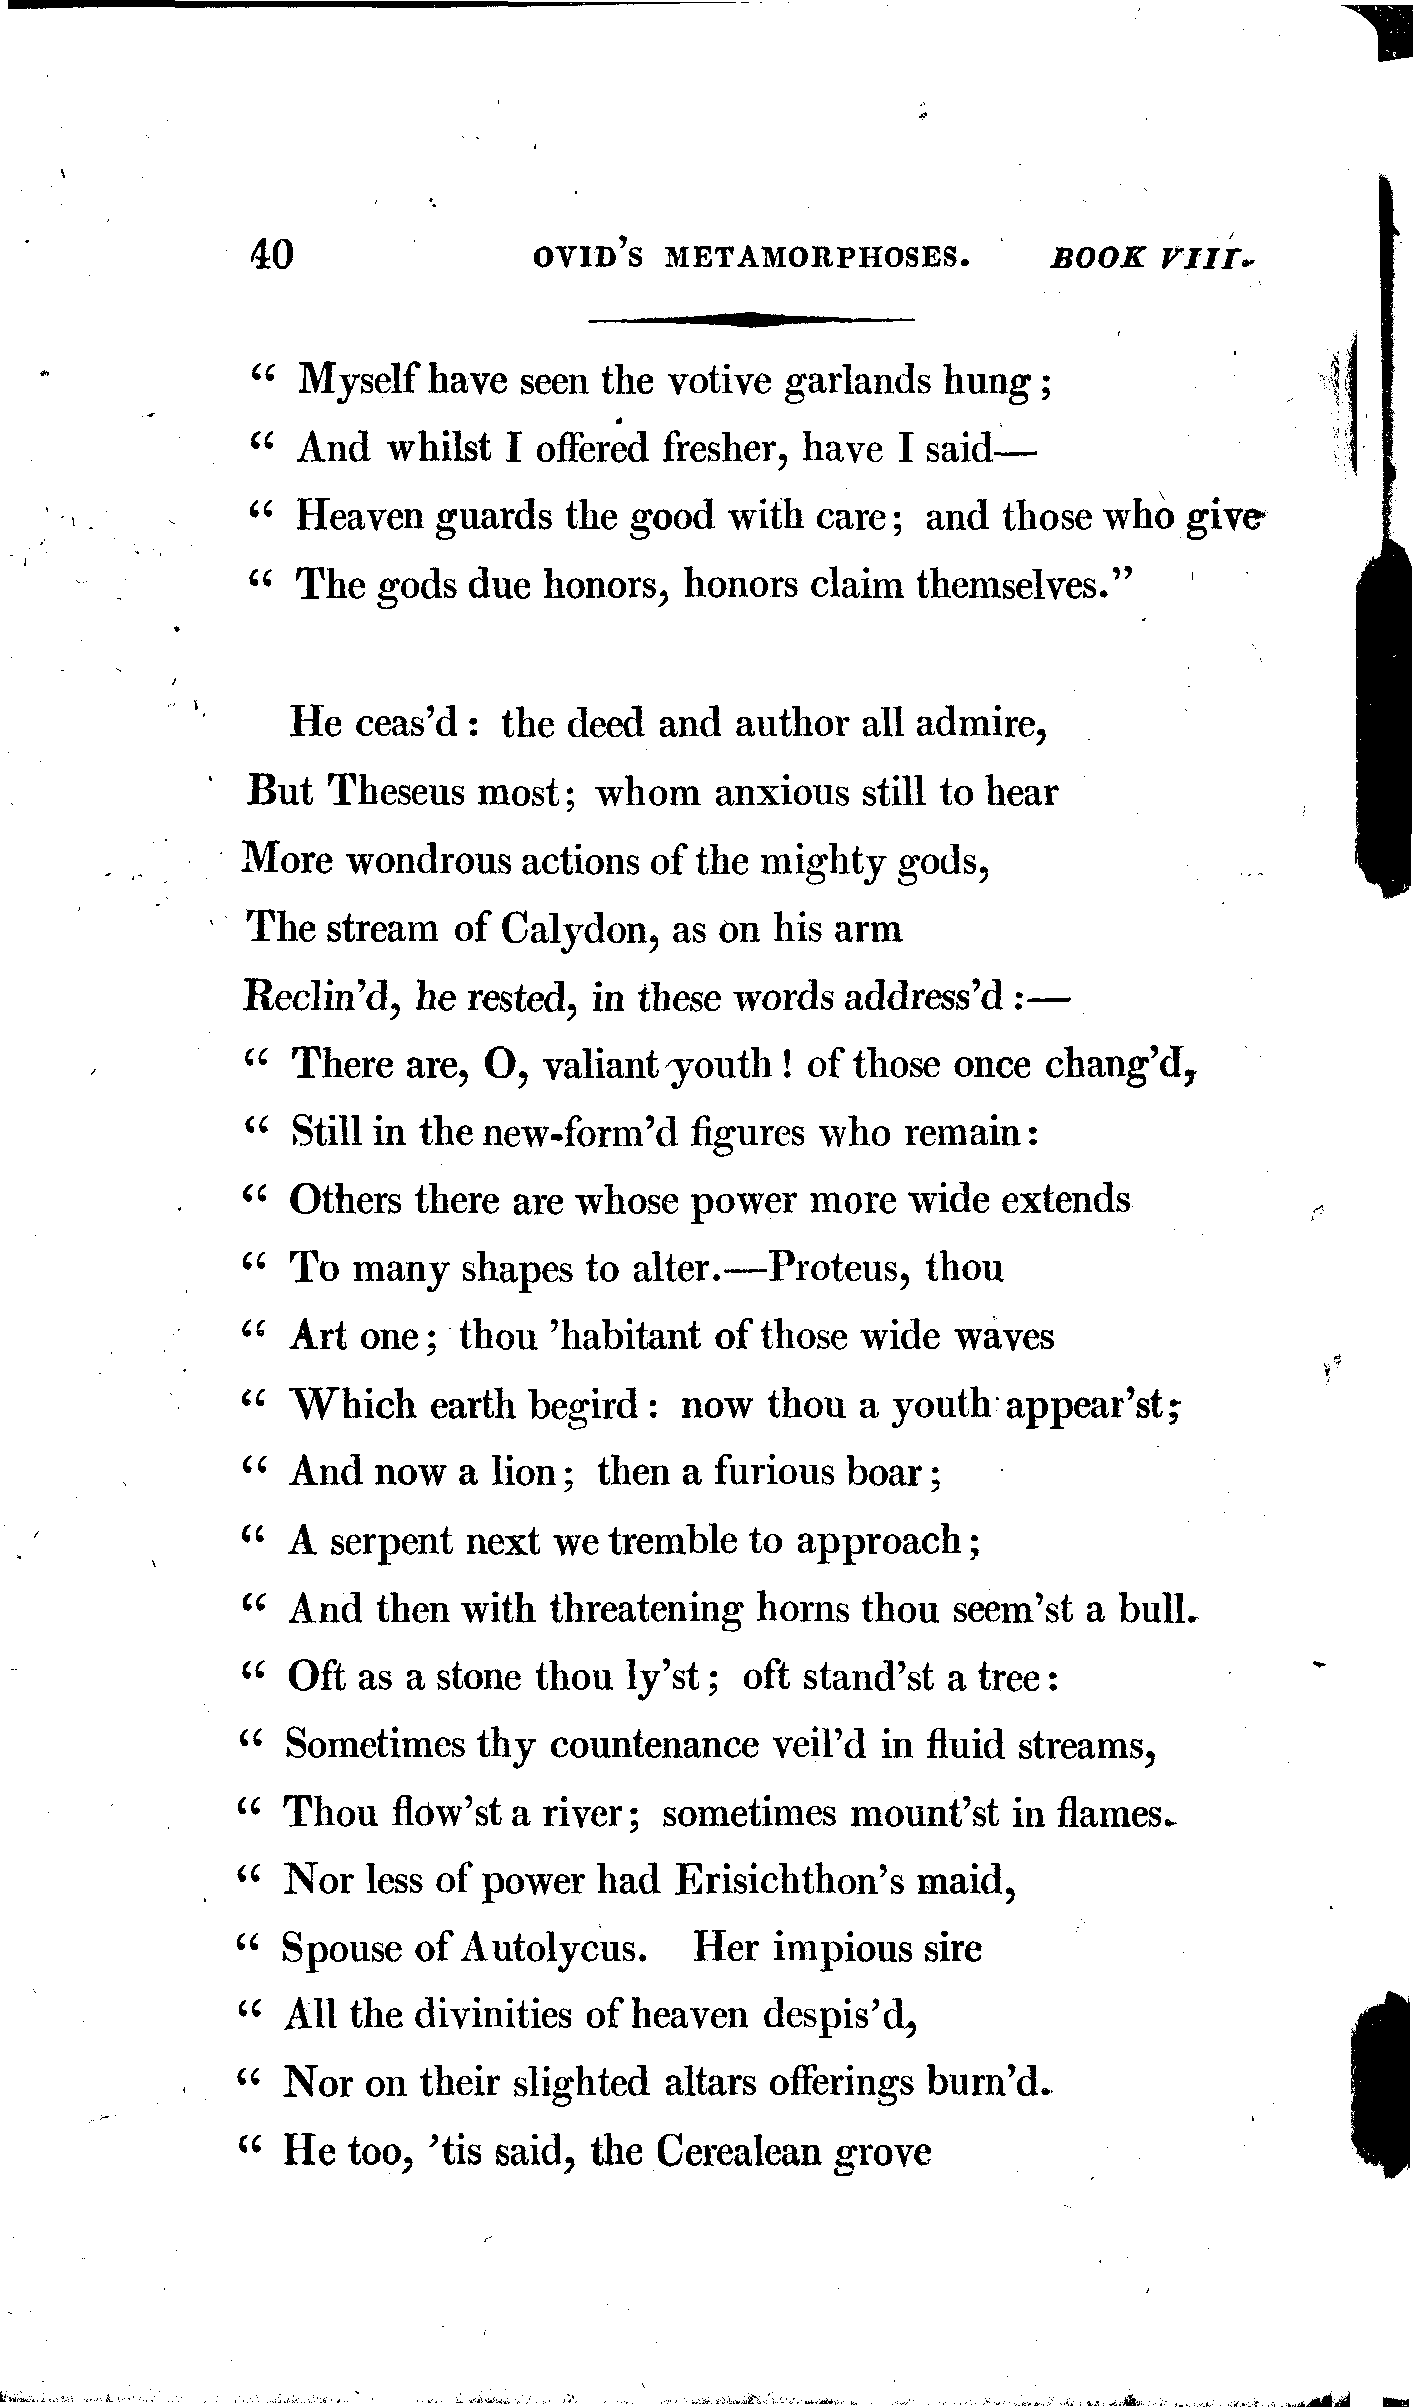 40 OVID'S METAMORPHOSES. BOOK VIII.
“ Myself have seen the votive garlands hung;
“ And whilst I offered fresher, have I said—
“ Heaven guards the good with care; and those who give
“ The gods due honors, honors claim themselves.”
He ceas'd: the deed and author all admire,
But Theseus most; whom anxious still to hear
More wondrous actions of the mighty gods,
The stream of Calydon, as on his arm
Reclin'd, he rested, in these words address'd:—
“ There are, O, valiant youth! of those once chang'd,
“ Still in the new-form'd figures who remain:
“ Others there are whose power more wide extends
“ To many shapes to alter.—Proteus, thou
“ Art one; thou 'habitant of those wide waves
“ Which earth begird: now thou a youth appear'st;
“ And now a lion; then a furious boar;
“ A serpent next we tremble to approach;
“ And then with threatening horns thou seem'st a bull.
“ Oft as a stone thou ly'st; oft stand'st a tree:
“ Sometimes thy countenance veil'd in fluid streams,
“ Thou flow'st a river; sometimes mount'st in flames.
“ Nor less of power had Erisichthon's maid,
“ Spouse of Autolycus. Her impious sire
“ All the divinities of heaven despis'd,
“ Nor on their slighted altars offerings burn'd.
“ He too, 'tis said, the Cerealean grove